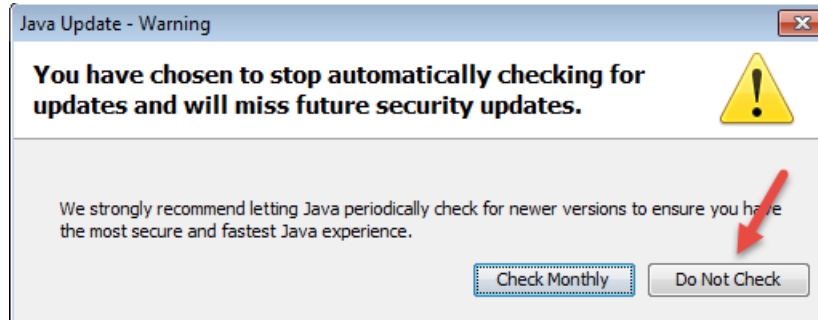 Java Update - Warning
You have chosen to stop automatically checking for
updates and will miss future security updates.
We strongly recommend letting Java periodically check for newer versions to ensure you have
the most secure and fastest Java experience.
Check Monthly
Do Not Check